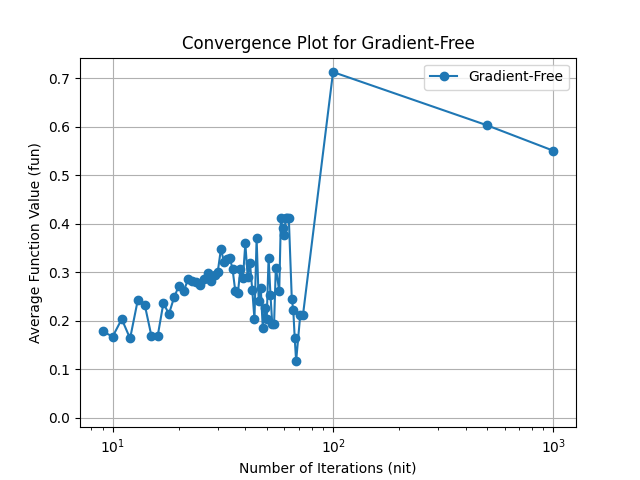 Convergence Plot for Gradient-Free
Gradient-Free
0.7
0.6
0.5
0.4
0.3
0.2
0.1
0.0
Average Function Value (fun)
10¹ 10² 10³
Number of Iterations (nit)